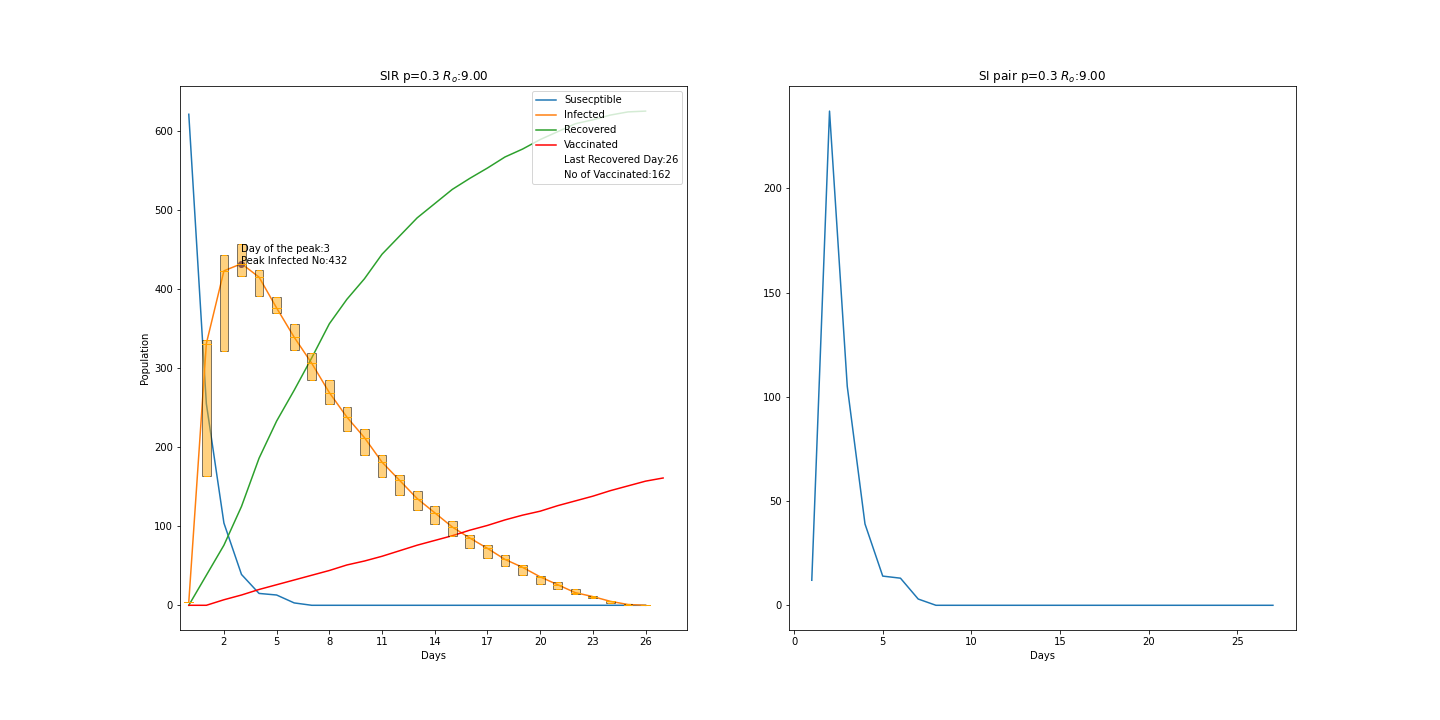 SIR p=0.3 Rₒ:9.00
Susecptible
Infected
Recovered
Vaccinated
Last Recovered Day:26
No of Vaccinated:162
Day of the peak:3
Peak Infected No:432
Population
600
500
400
300
200
100
0
2 5 8 11 14 17 20 23 26
Days
SI pair p=0.3 Rₒ:9.00
200
150
100
50
0
0 5 10 15 20 25
Days